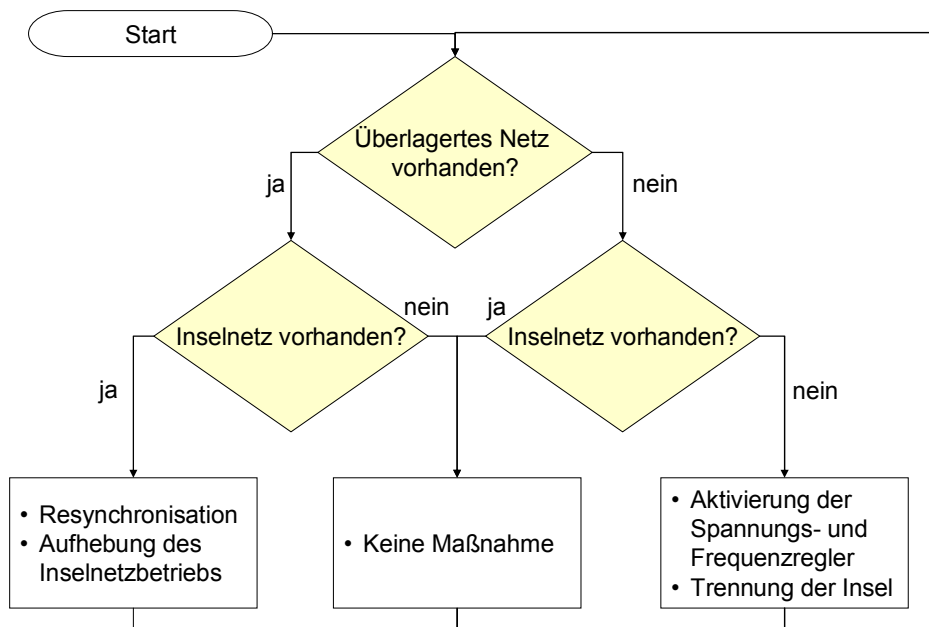 Start
Überlagertes Netz
vorhanden?
ja
nein
Inselnetz vorhanden?
nein
ja
Inselnetz vorhanden?
ja
nein
• Resynchronisation
• Aufhebung des
Inselnetzbetriebs
• Keine Maßnahme
• Aktivierung der
Spannungs- und
Frequenzregler
• Trennung der Insel